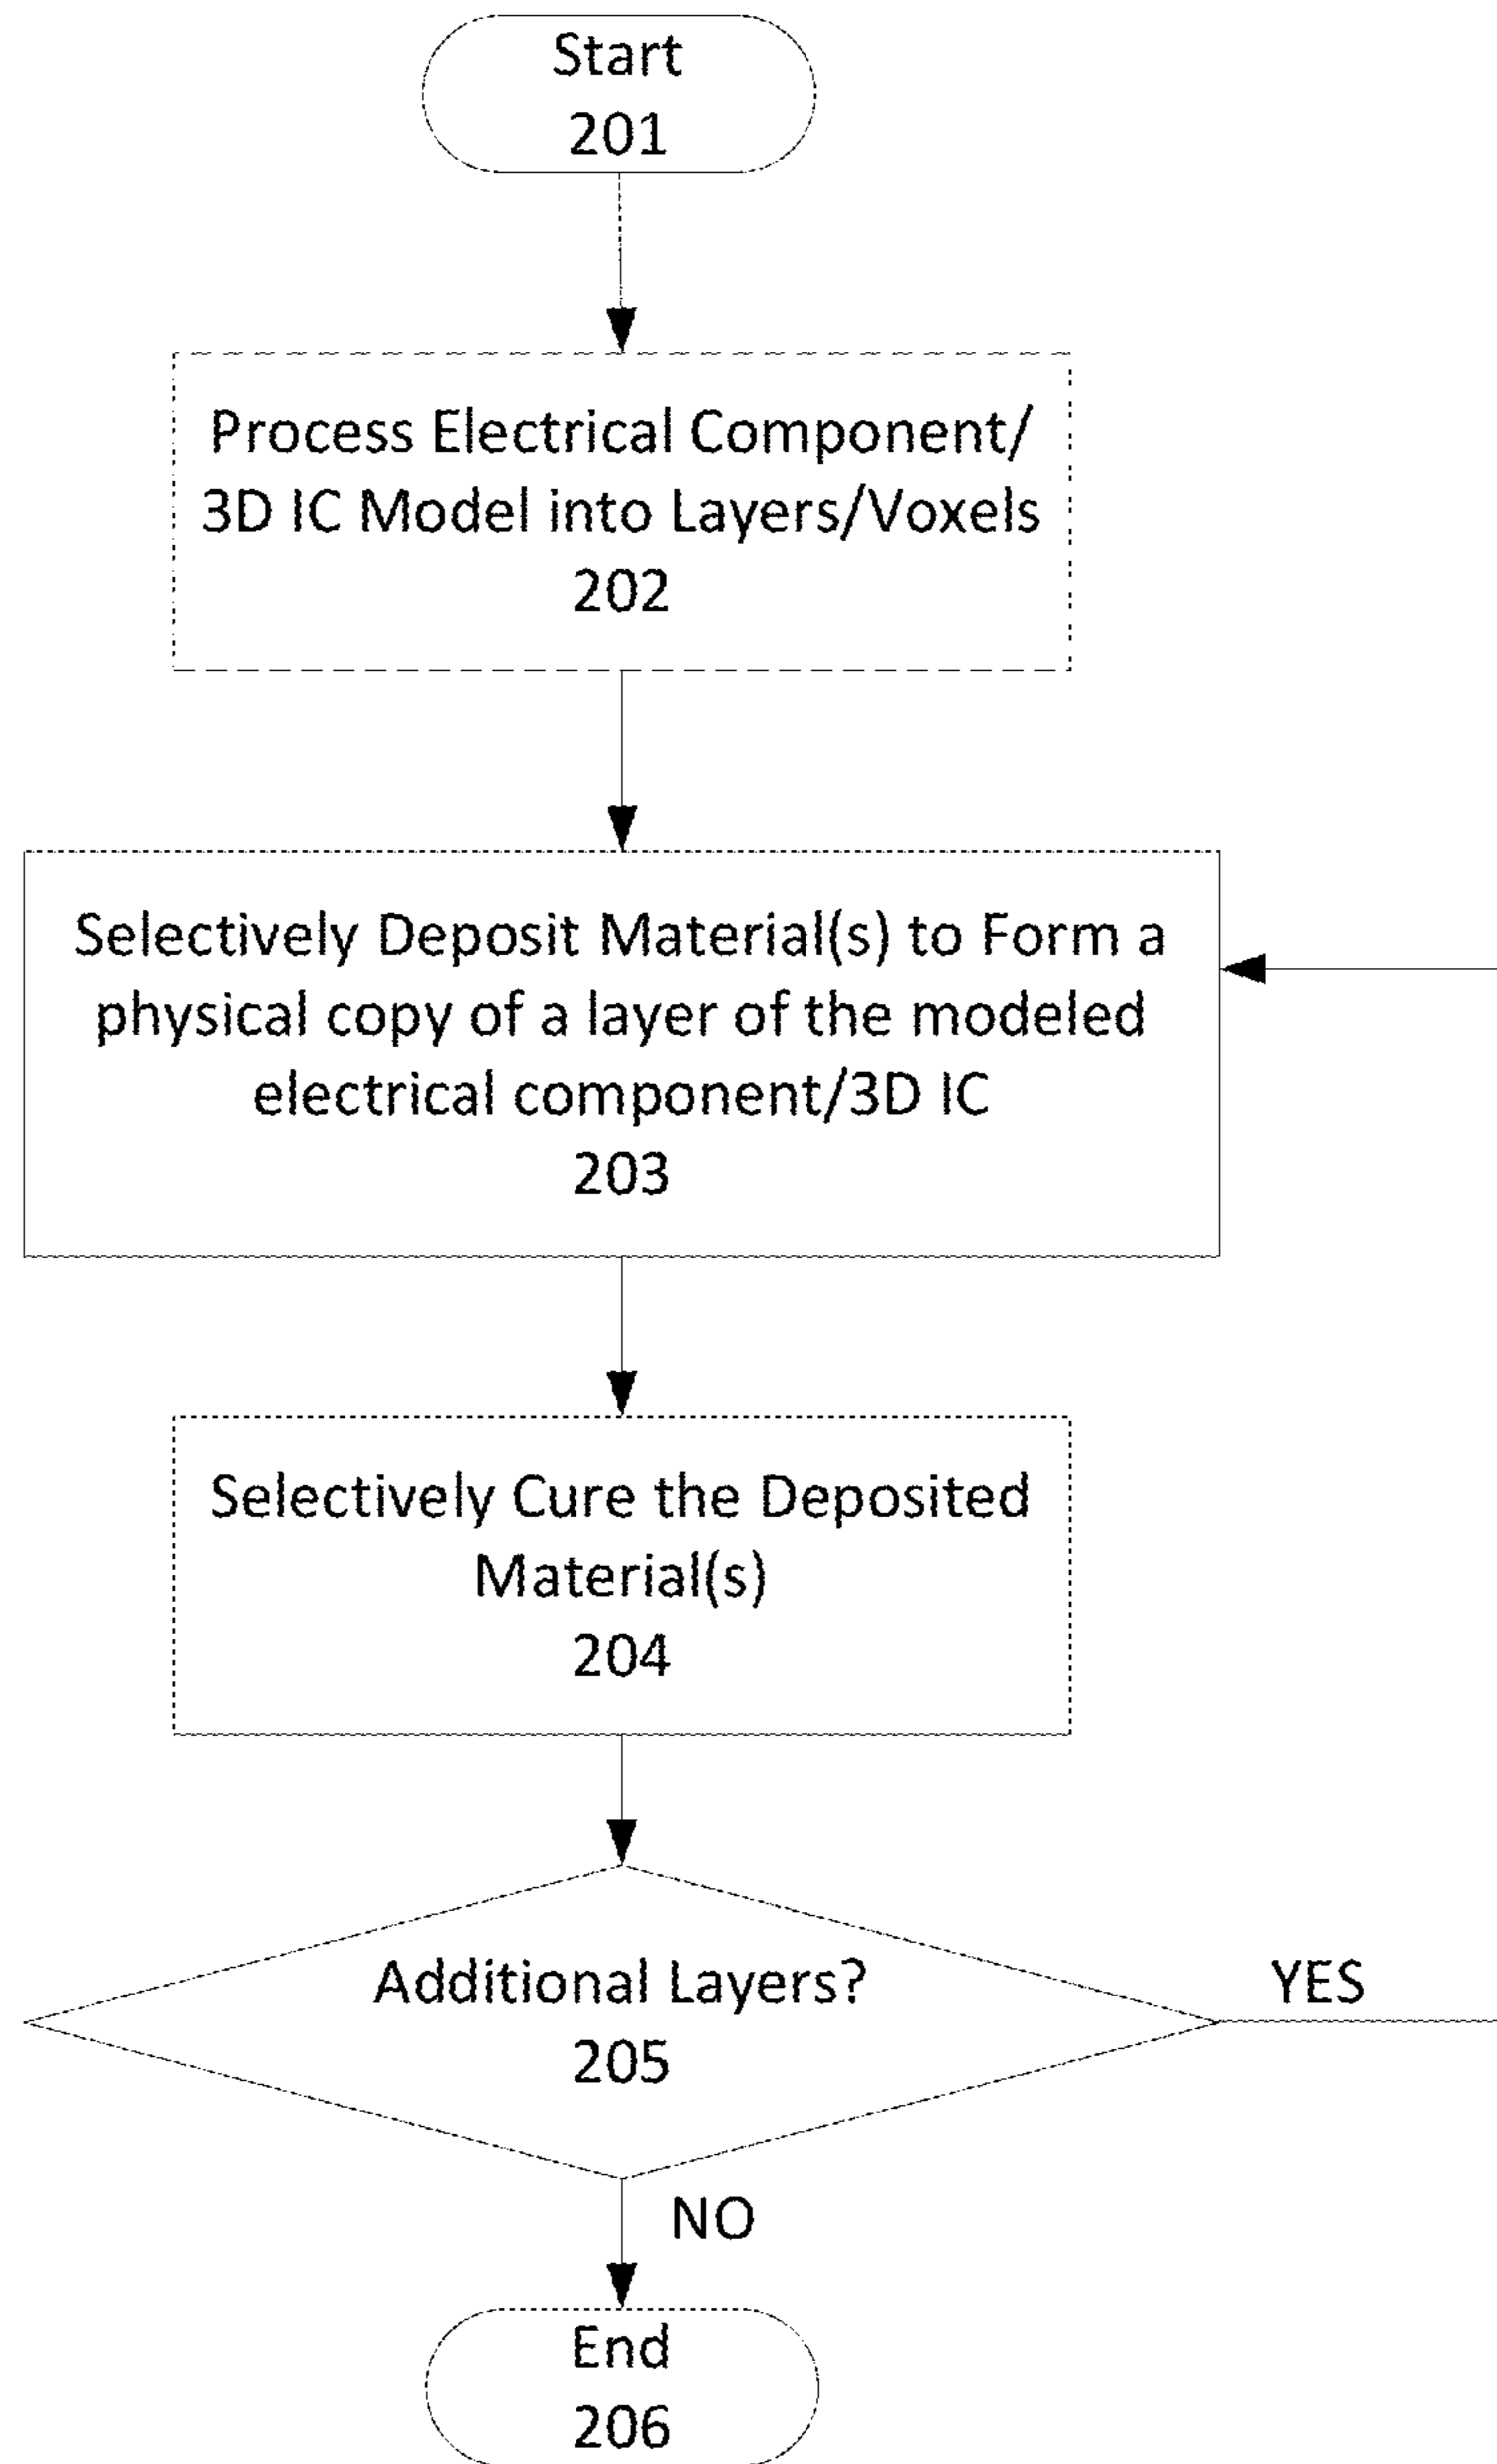 Start
201
Process Electrical Component/
3D IC Model into Layers/Voxels
202
Selectively Deposit Material(s) to Form a
physical copy of a layer of the modeled
electrical component/3D IC
203
Selectively Cure the Deposited
Material(s)
204
Additional Layers?
205
YES
NO
End
206